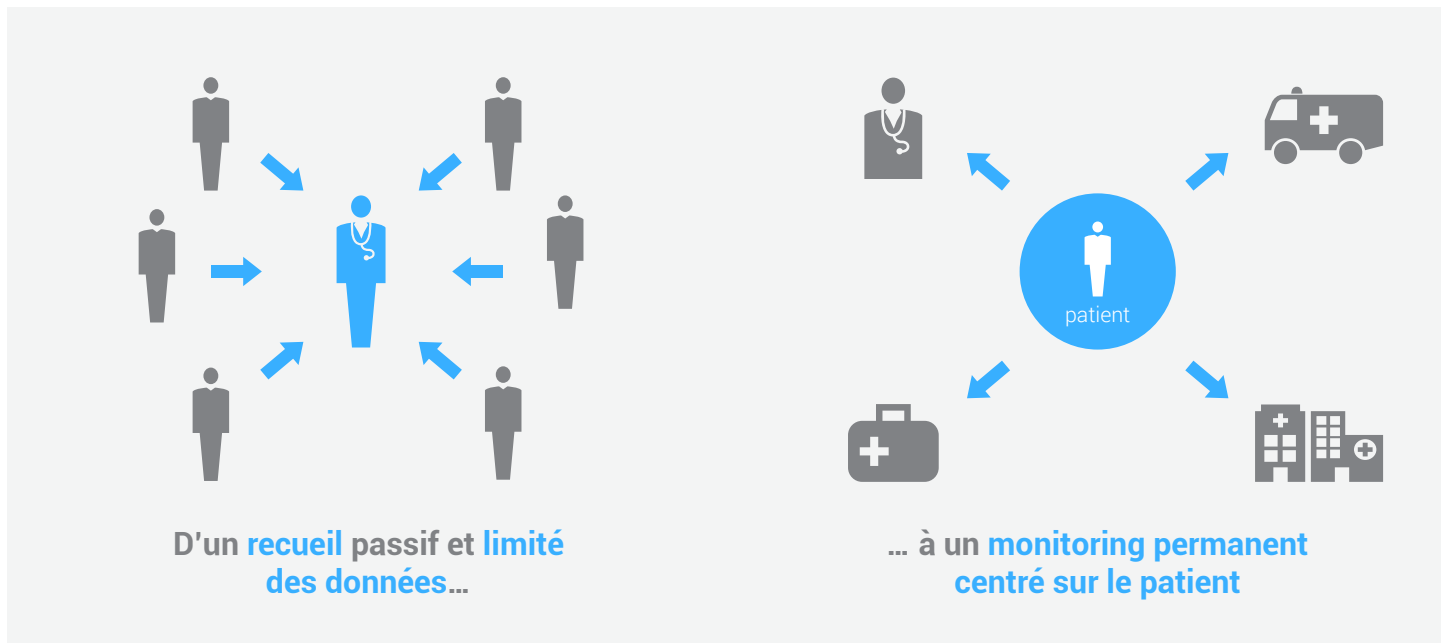 patient
D'un recueil passif et limité
des données...
... à un monitoring permanent
centré sur le patient